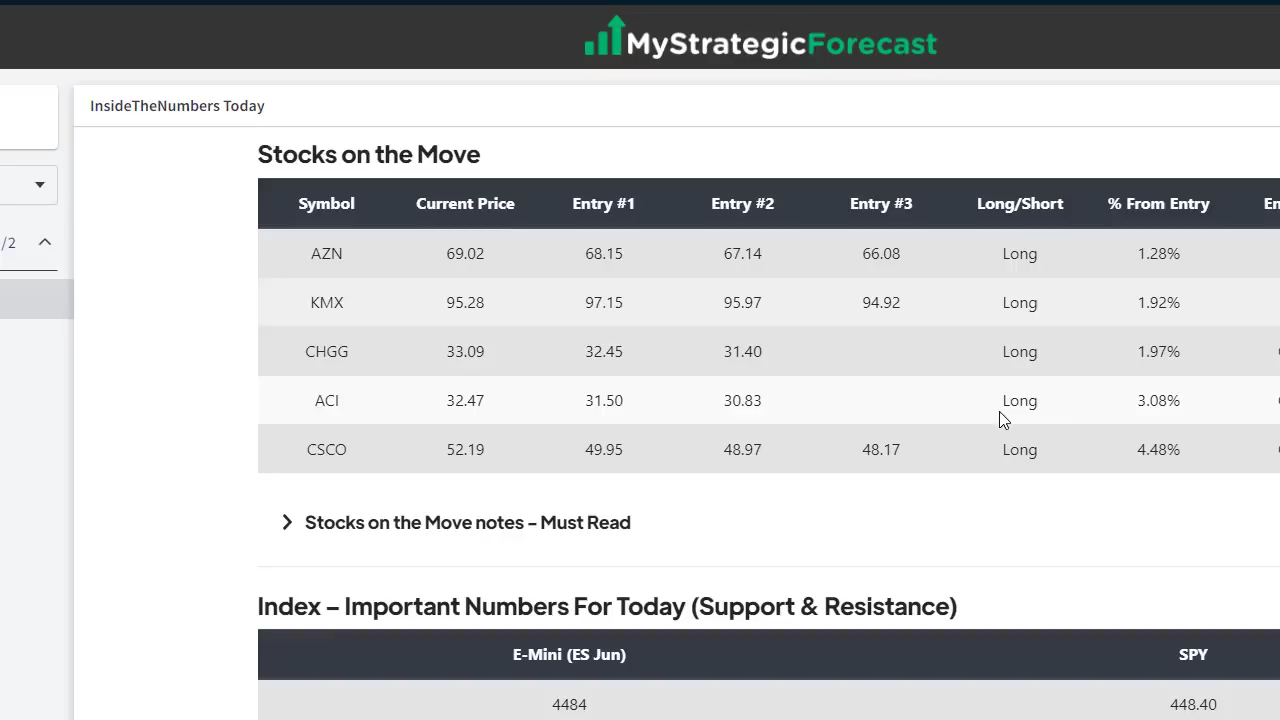 MyStrategicForecast
InsideTheNumbers Today
Stocks on the Move
Symbol Current Price Entry #1 Entry #2 Entry #3 Long/Short % From Entry En
AZN 69.02 68.15 67.14 66.08 Long 1.28%
/2
KMX 95.28 97.15 95.97 94.92 Long 1.92%
CHGG 33.09 32.45 31.40 Long 1.97%
ACI 32.47 31.50 30.83 Long 3.08%
CSCO 52.19 49.95 48.97 48.17 Long 4.48%
Stocks on the Move notes – Must Read
Index – Important Numbers For Today (Support & Resistance)
E-Mini (ES Jun) SPY
4484 448.40